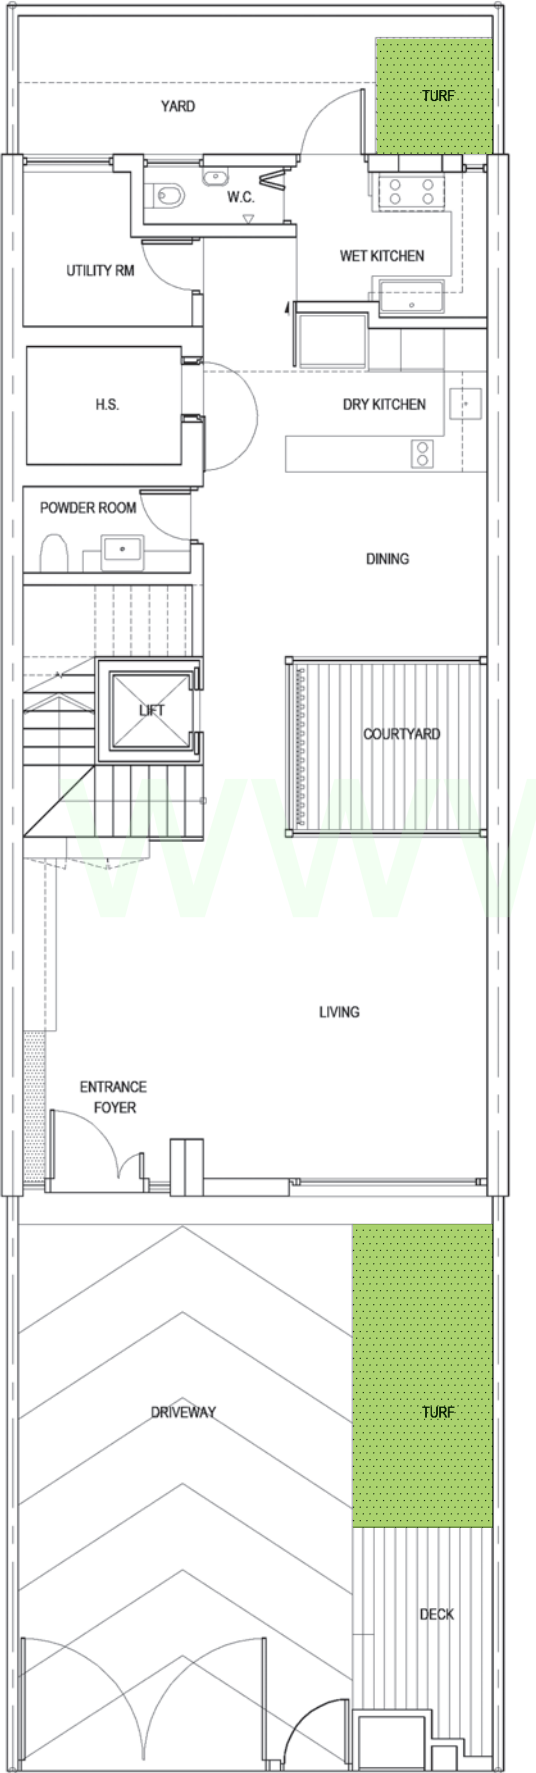 TURF
YARD
W.C.
WET KITCHEN
UTILITY RM
H.S.
DRY KITCHEN
POWDER ROOM
DINING
LIFT
COURTYARD
LIVING
ENTRANCE
FOYER
DRIVEWAY
TURF
DECK